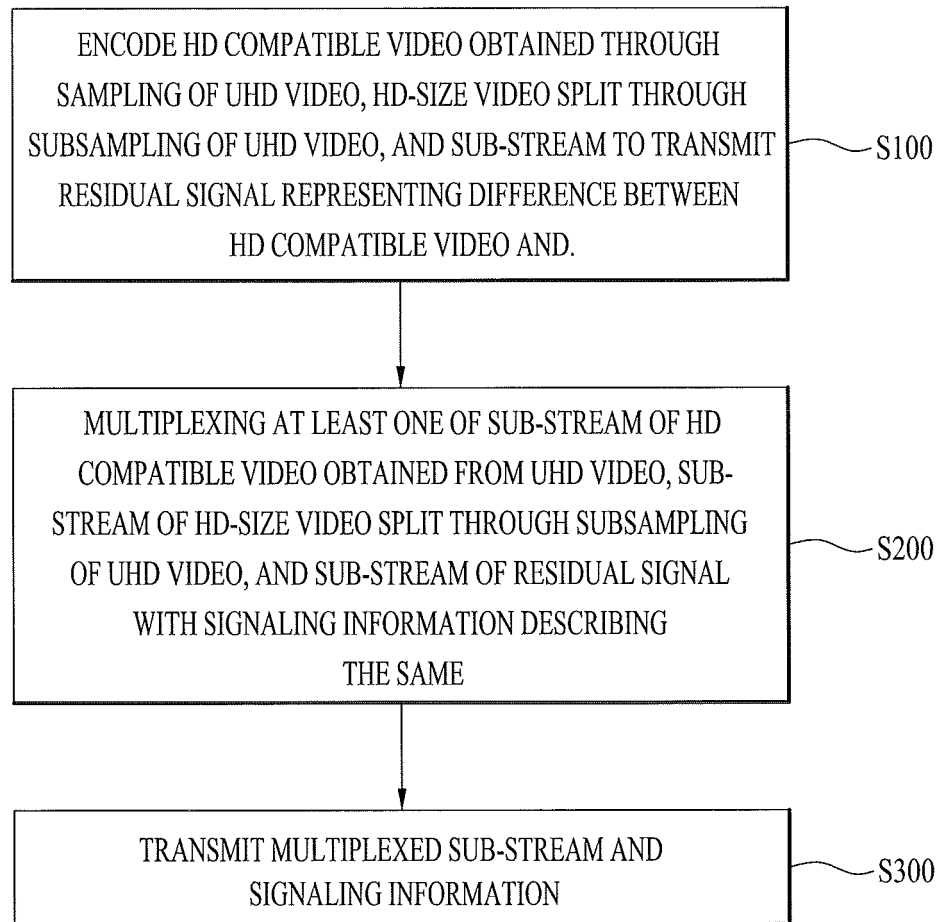 ENCODE HD COMPATIBLE VIDEO OBTAINED THROUGH
SAMPLING OF UHD VIDEO, HD-SIZE VIDEO SPLIT THROUGH
SUBSAMPLING OF UHD VIDEO, AND SUB-STREAM TO TRANSMIT
RESIDUAL SIGNAL REPRESENTING DIFFERENCE BETWEEN
HD COMPATIBLE VIDEO AND.
S100
MULTIPLEXING AT LEAST ONE OF SUB-STREAM OF HD
COMPATIBLE VIDEO OBTAINED FROM UHD VIDEO, SUB-
STREAM OF HD-SIZE VIDEO SPLIT THROUGH SUBSAMPLING
OF UHD VIDEO, AND SUB-STREAM OF RESIDUAL SIGNAL
WITH SIGNALING INFORMATION DESCRIBING
THE SAME
S200
TRANSMIT MULTIPLEXED SUB-STREAM AND
SIGNALING INFORMATION
S300